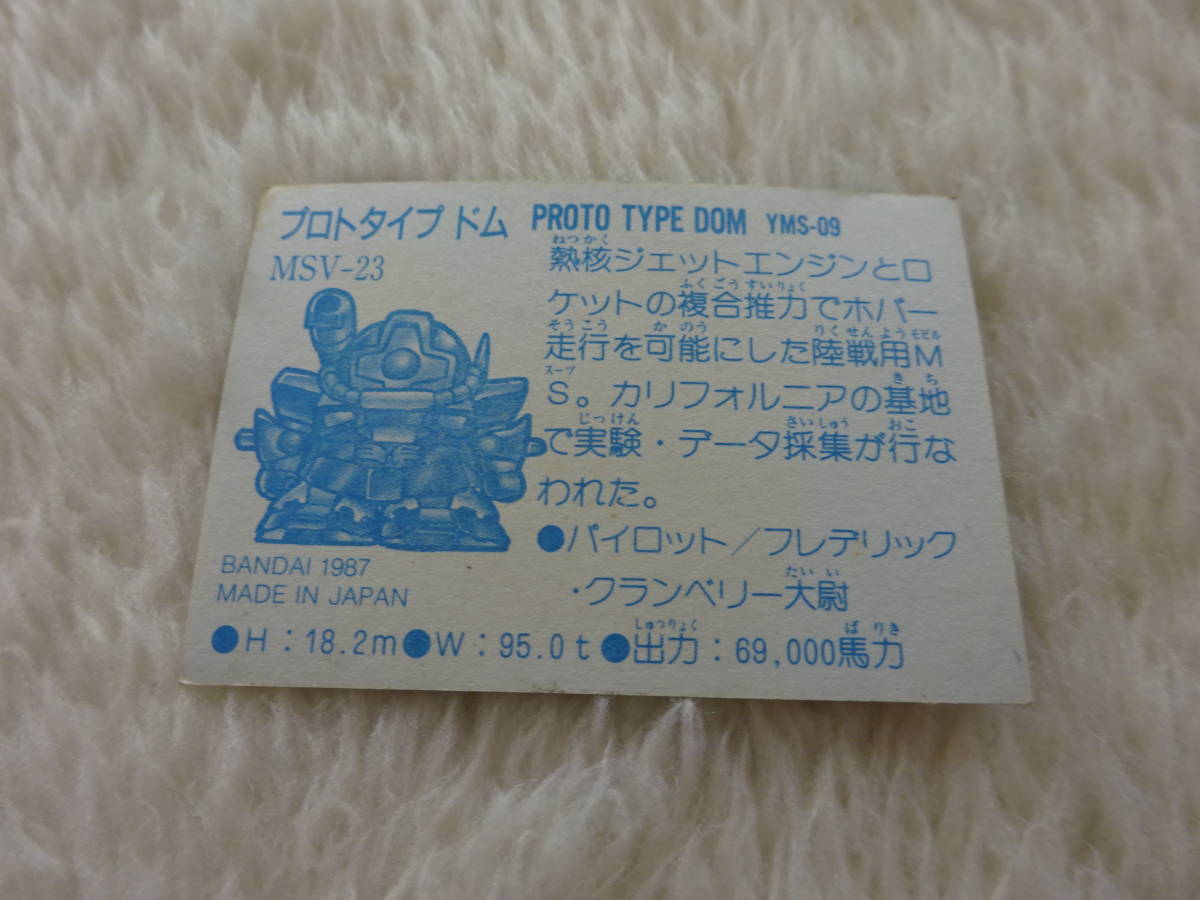 プロトタイプ ドム PROTO TYPE DOM YMS-09
MSV-23
熱核ジェットエンジンとロ
ケットの複合推力でホバー
走行を可能にした陸戦用M
S。カリフォルニアの基地
で実験・データ採集が行な
われた。
●パイロット/フレデリック
・クランベリー大尉
BANDAI 1987
MADE IN JAPAN
●H:18.2m●W:95.0t●出力:69,000馬力